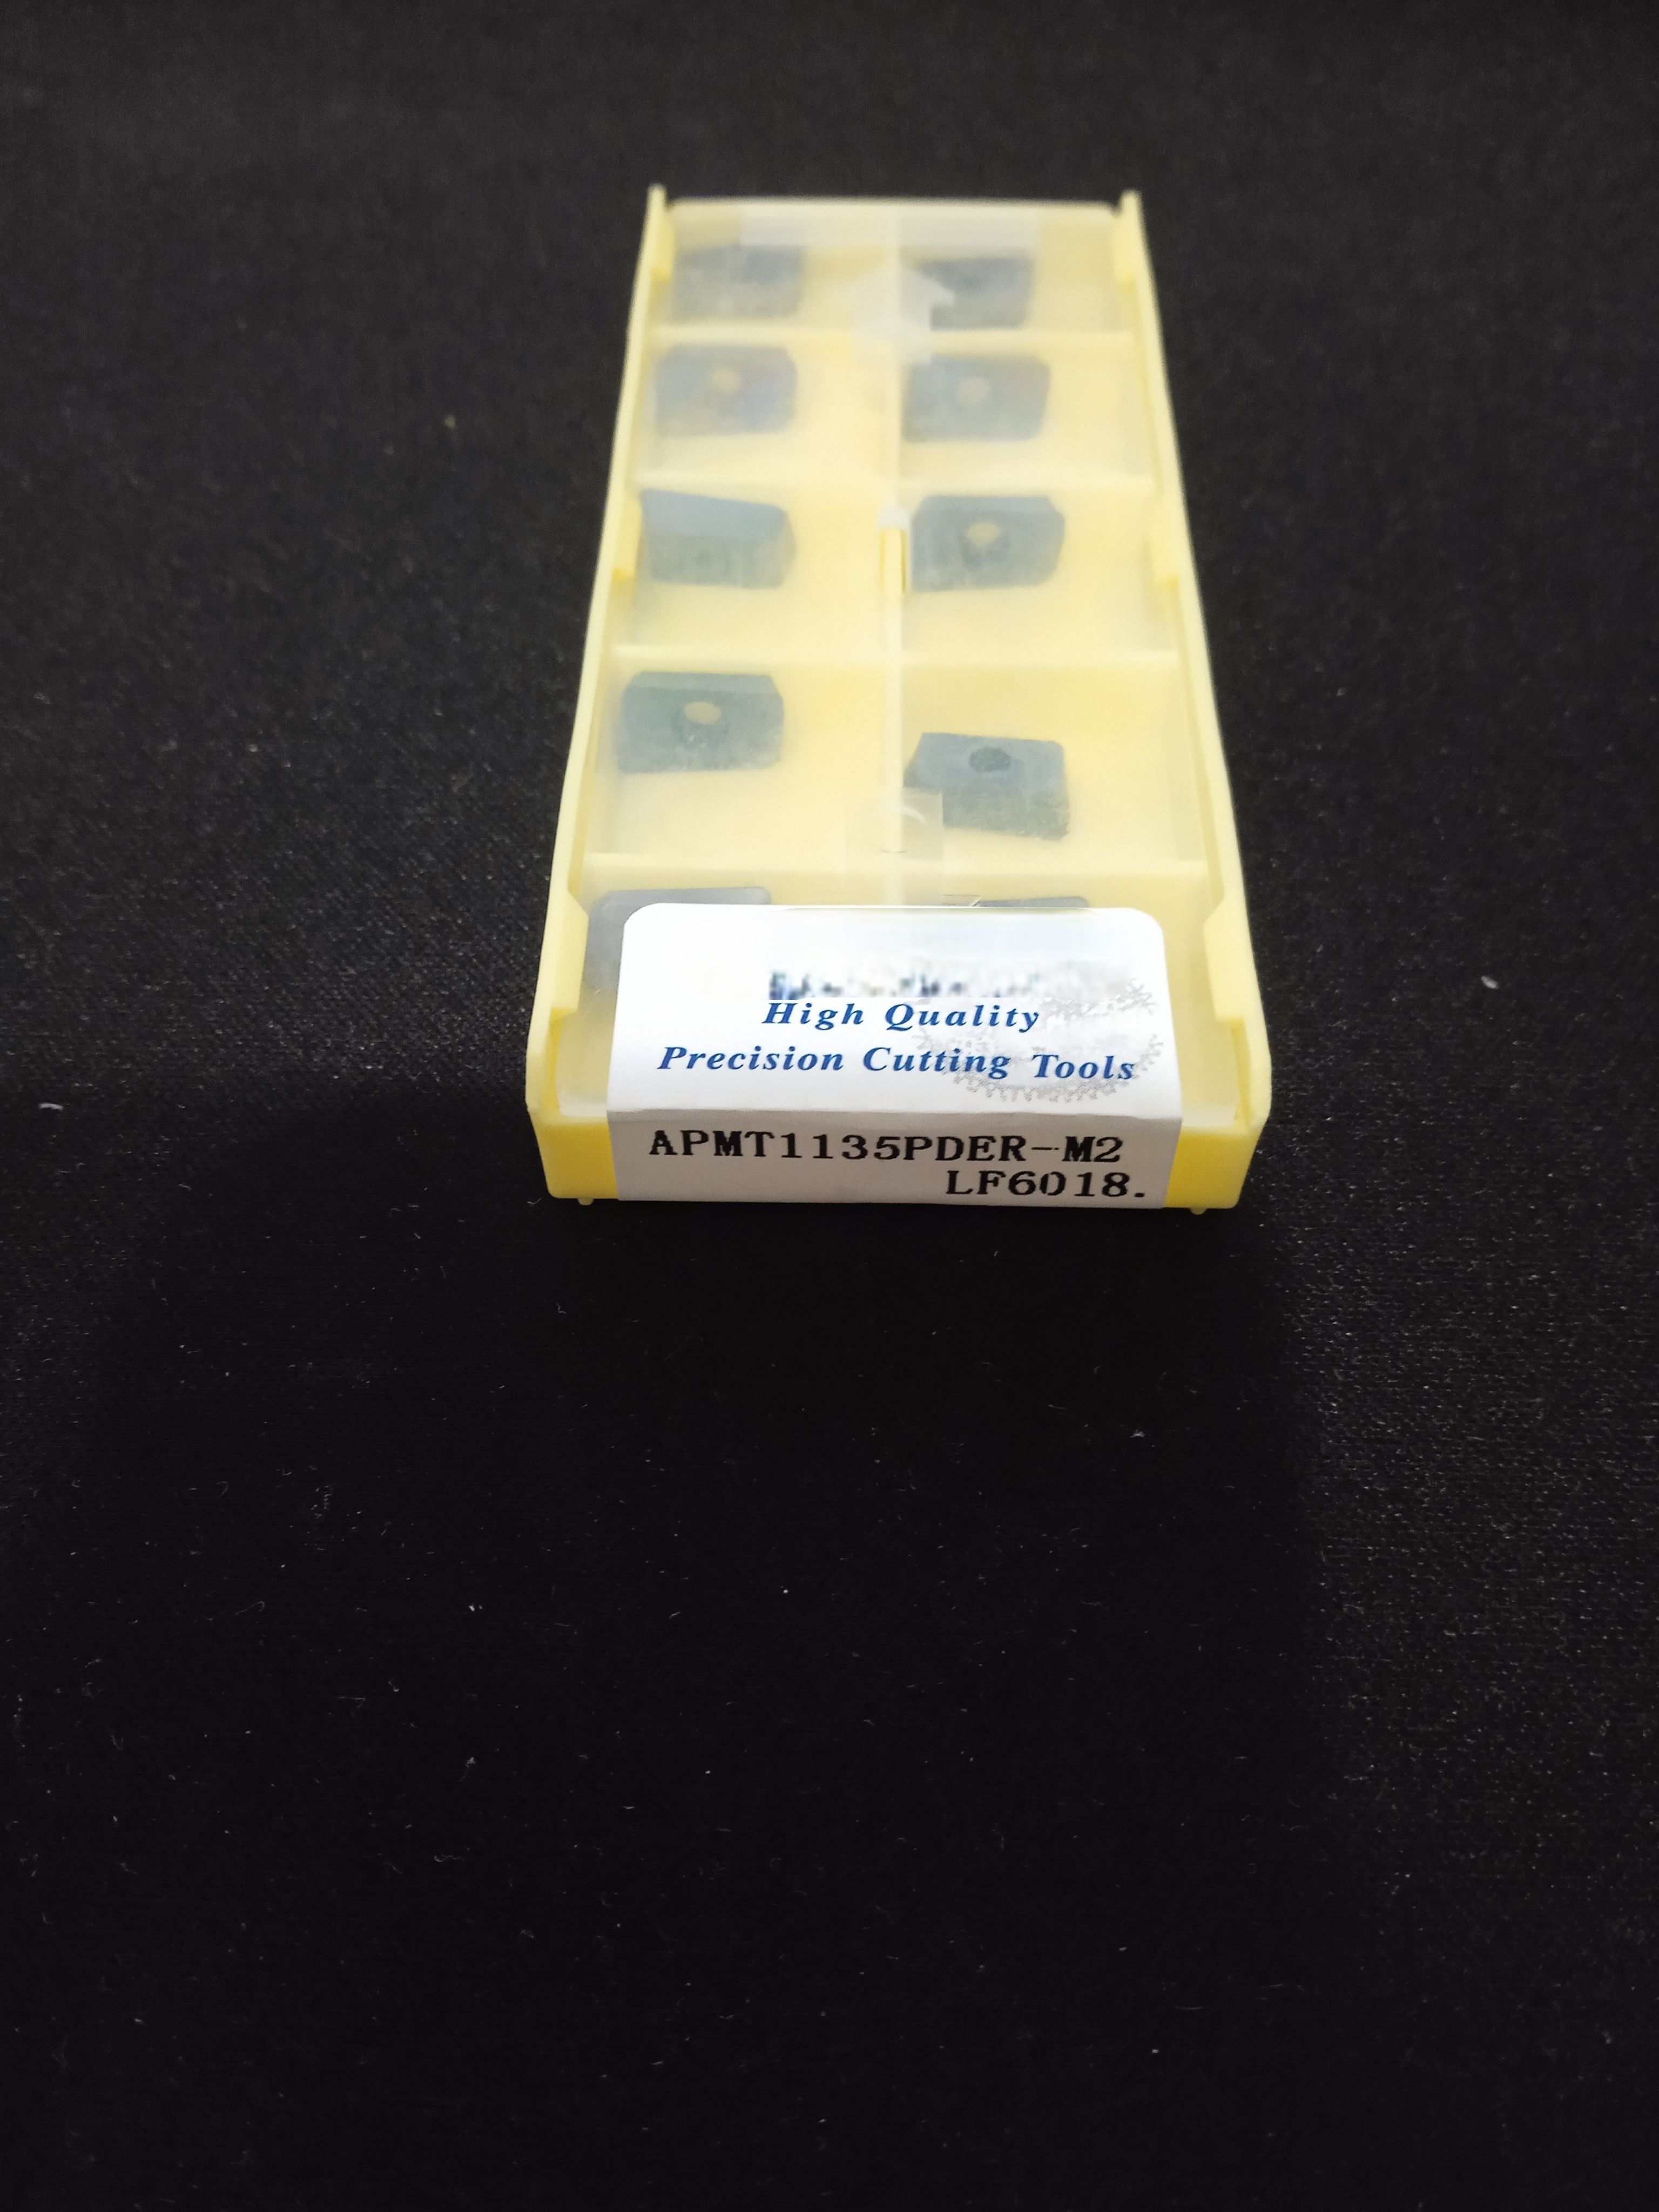 High Quality
Precision Cutting Tools
APMT1135PDER-M2
LF6018.